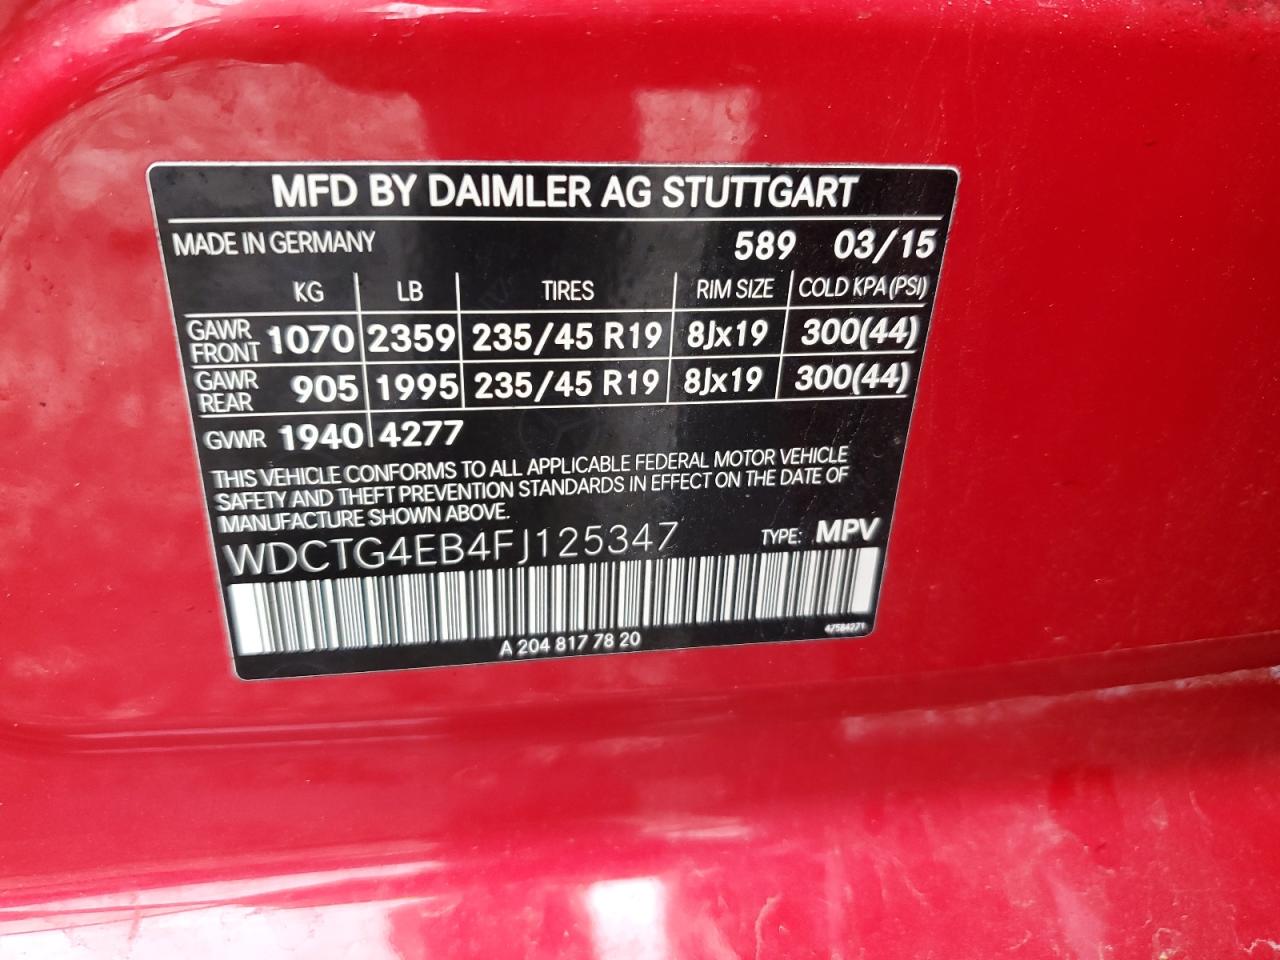 MFD BY DAIMLER AG STUTTGART
MADE IN GERMANY 589 03/15
KG LB TIRES RIM SIZE COLD KPA (PSI)
GAWR FRONT 1070 2359 235/45 R19 8Jx19 300(44)
GAWR REAR 905 1995 235/45 R19 8Jx19 300(44)
GVWR 1940 4277
THIS VEHICLE CONFORMS TO ALL APPLICABLE FEDERAL MOTOR VEHICLE
SAFETY AND THEFT PREVENTION STANDARDS IN EFFECT ON THE DATE OF
MANUFACTURE SHOWN ABOVE.
WDCTG4EB4FJ125347 TYPE: MPV
A 204 817 78 20 47584271